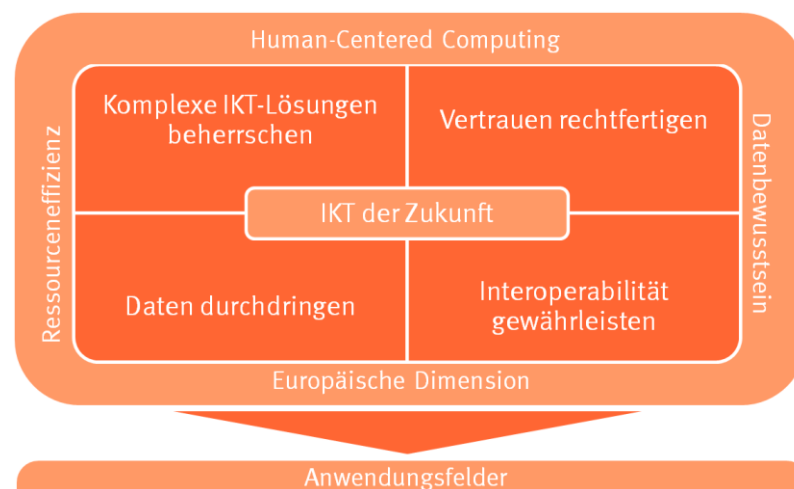 Human-Centered Computing
Komplexe IKT-Lösungen
beherrschen
Vertrauen rechtfertigen
Ressourceneffizienz
Datenbewusstsein
IKT der Zukunft
Daten durchdringen
Interoperabilität
gewährleisten
Europäische Dimension
Anwendungsfelder